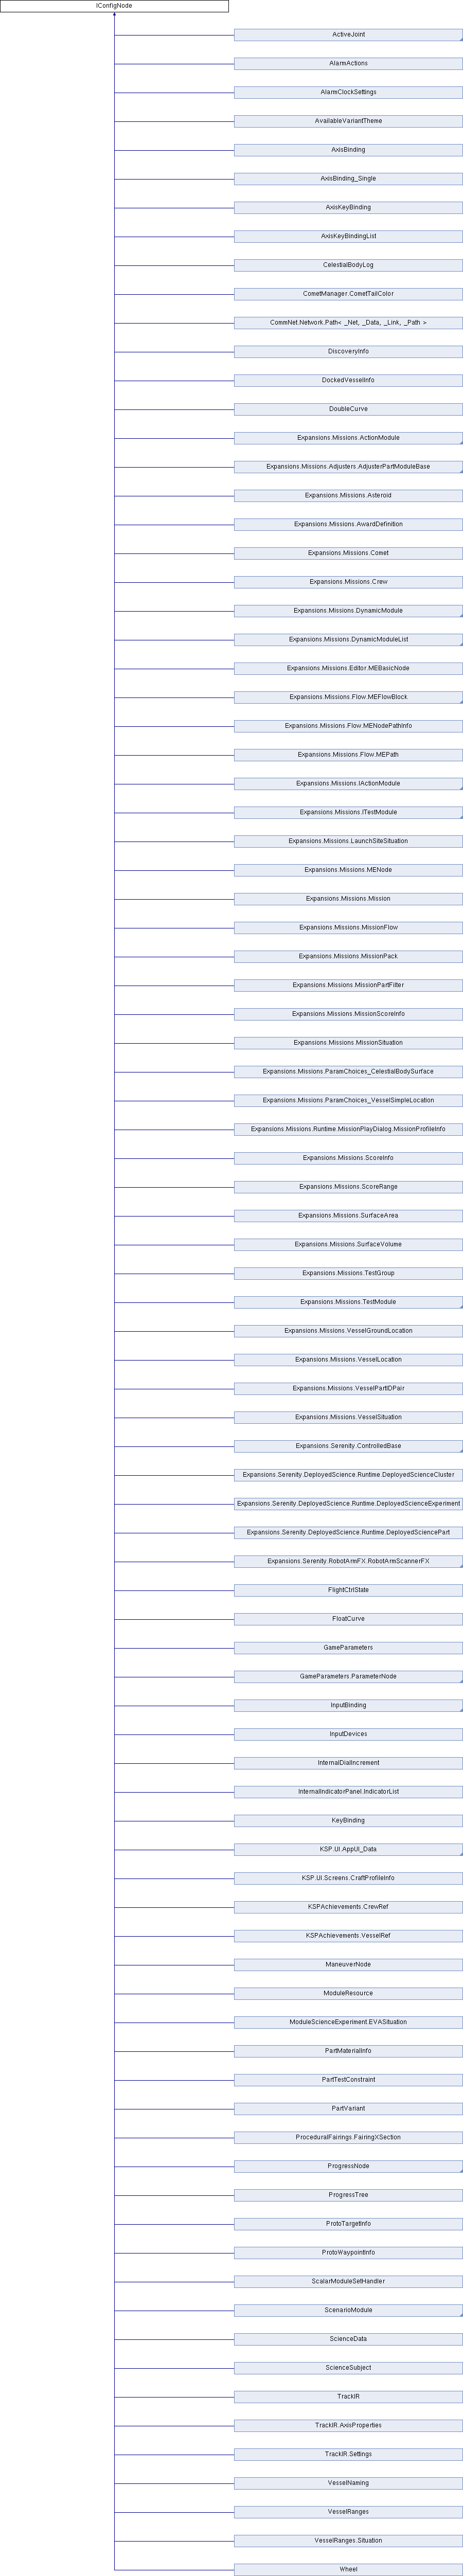 IConfigNode
ActiveJoint
AlarmActions
AlarmClockSettings
AvailableVariantTheme
AxisBinding
AxisBinding_Single
AxisKeyBinding
AxisKeyBindingList
CelestialBodyLog
CometManager.CometTailColor
CommNet.Network.Path< _Net, _Data, _Link, _Path >
DiscoveryInfo
DockedVesselInfo
DoubleCurve
Expansions.Missions.ActionModule
Expansions.Missions.Adjusters.AdjusterPartModuleBase
Expansions.Missions.Asteroid
Expansions.Missions.AwardDefinition
Expansions.Missions.Comet
Expansions.Missions.Crew
Expansions.Missions.DynamicModule
Expansions.Missions.DynamicModuleList
Expansions.Missions.Editor.MEBasicNode
Expansions.Missions.Flow.MEFlowBlock
Expansions.Missions.Flow.MENodePathInfo
Expansions.Missions.Flow.MEPath
Expansions.Missions.IActionModule
Expansions.Missions.ITestModule
Expansions.Missions.LaunchSiteSituation
Expansions.Missions.MENode
Expansions.Missions.Mission
Expansions.Missions.MissionFlow
Expansions.Missions.MissionPack
Expansions.Missions.MissionPartFilter
Expansions.Missions.MissionScoreInfo
Expansions.Missions.MissionSituation
Expansions.Missions.ParamChoices_CelestialBodySurface
Expansions.Missions.ParamChoices_VesselSimpleLocation
Expansions.Missions.Runtime.MissionPlayDialog.MissionProfileInfo
Expansions.Missions.ScoreInfo
Expansions.Missions.ScoreRange
Expansions.Missions.SurfaceArea
Expansions.Missions.SurfaceVolume
Expansions.Missions.TestGroup
Expansions.Missions.TestModule
Expansions.Missions.VesselGroundLocation
Expansions.Missions.VesselLocation
Expansions.Missions.VesselPartIDPair
Expansions.Missions.VesselSituation
Expansions.Serenity.ControlledBase
Expansions.Serenity.DeployedScience.Runtime.DeployedScienceCluster
Expansions.Serenity.DeployedScience.Runtime.DeployedScienceExperiment
Expansions.Serenity.DeployedScience.Runtime.DeployedSciencePart
Expansions.Serenity.RobotArmFX.RobotArmScannerFX
FlightCtrlState
FloatCurve
GameParameters
GameParameters.ParameterNode
InputBinding
InputDevices
InternalDialIncrement
InternalIndicatorPanel.IndicatorList
KeyBinding
KSP.UI.AppUI_Data
KSP.UI.Screens.CraftProfileInfo
KSPAchievements.CrewRef
KSPAchievements.VesselRef
ManeuverNode
ModuleResource
ModuleScienceExperiment.EVASituation
PartMaterialInfo
PartTestConstraint
PartVariant
ProceduralFairings.FairingXSection
ProgressNode
ProgressTree
ProtoTargetInfo
ProtoWaypointInfo
ScalarModuleSetHandler
ScenarioModule
ScienceData
ScienceSubject
TrackIR
TrackIR.AxisProperties
TrackIR.Settings
VesselNaming
VesselRanges
VesselRanges.Situation
Wheel